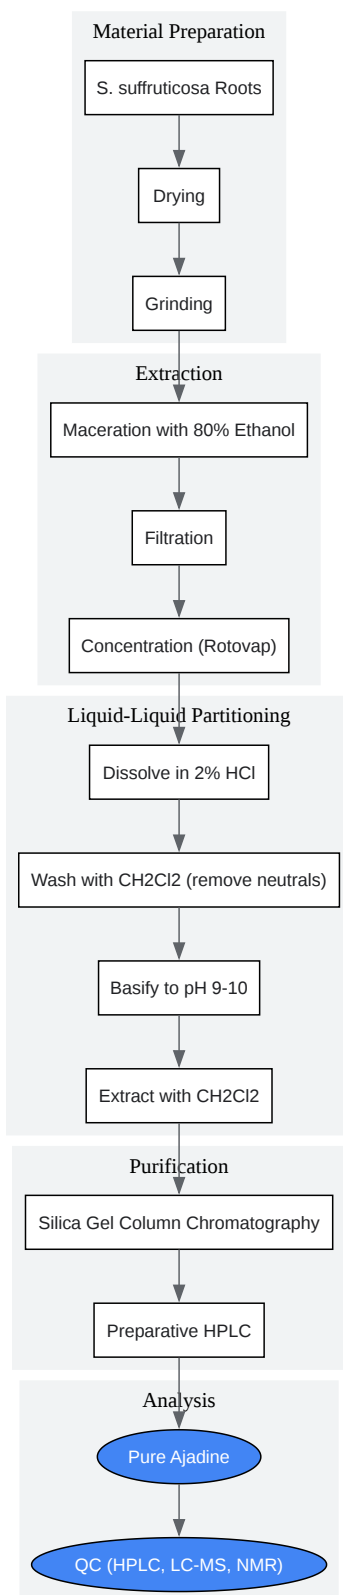 Material Preparation
S. suffruticosa Roots
Drying
Grinding
Extraction
Maceration with 80% Ethanol
Filtration
Concentration (Rotovap)
Liquid-Liquid Partitioning
Dissolve in 2% HCl
Wash with CH2Cl2 (remove neutrals)
Basify to pH 9-10
Extract with CH2Cl2
Purification
Silica Gel Column Chromatography
Preparative HPLC
Analysis
Pure Ajadine
QC (HPLC, LC-MS, NMR)